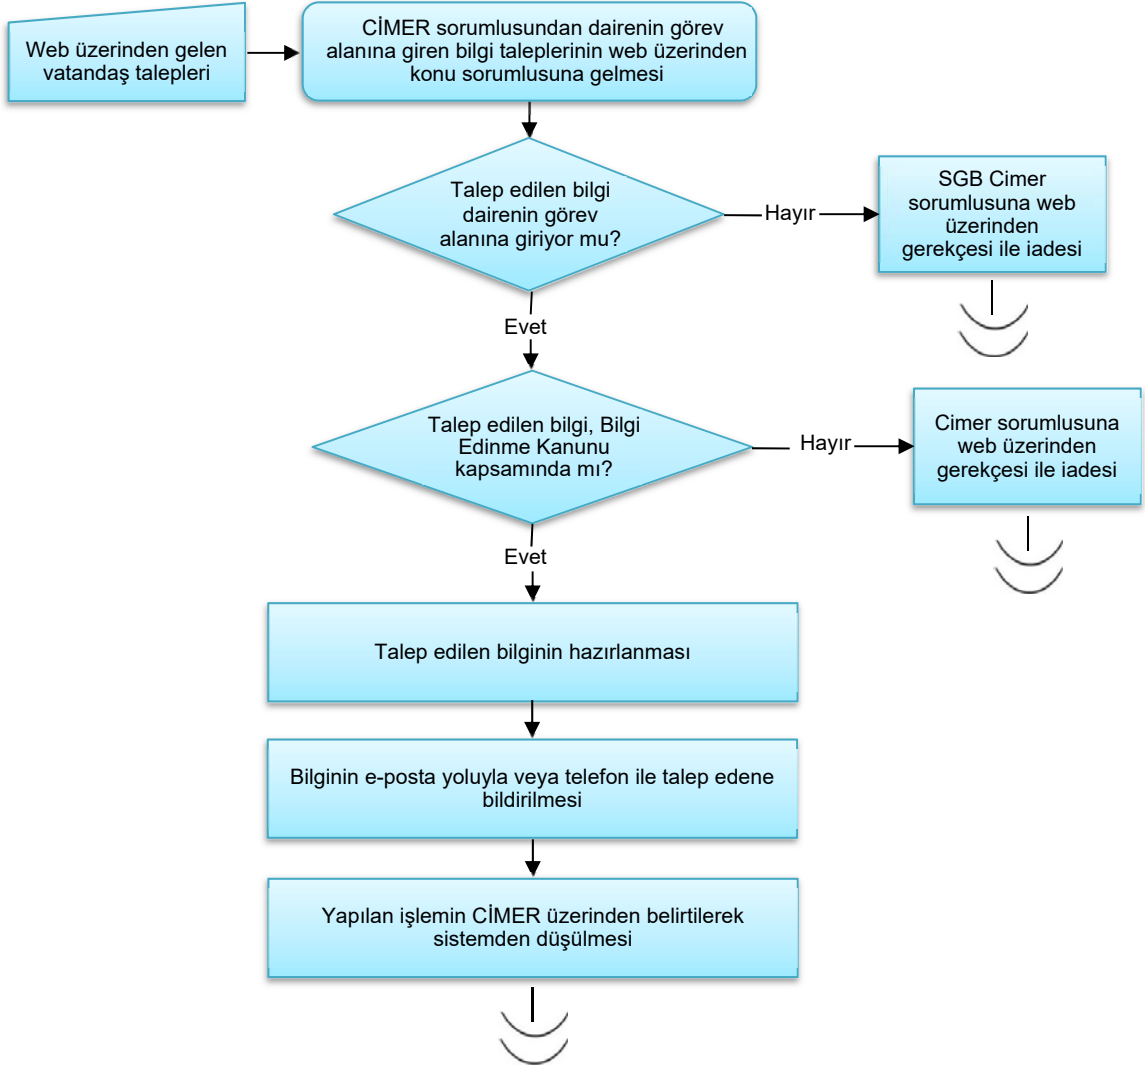 Web üzerinden gelen
vatandaş talepleri
CİMER sorumlusundan dairenin görev
alanına giren bilgi taleplerinin web üzerinden
konu sorumlusuna gelmesi
Talep edilen bilgi
dairenin görev
alanına giriyor mu?
Hayır
SGB Cimer
sorumlusuna web
üzerinden
gerekçesi ile iadesi
Evet
Talep edilen bilgi, Bilgi
Edinme Kanunu
kapsamında mı?
Hayır
Cimer sorumlusuna
web üzerinden
gerekçesi ile iadesi
Evet
Talep edilen bilginin hazırlanması
Bilginin e-posta yoluyla veya telefon ile talep edene
bildirilmesi
Yapılan işlemin CİMER üzerinden belirtilerek
sistemden düşülmesi